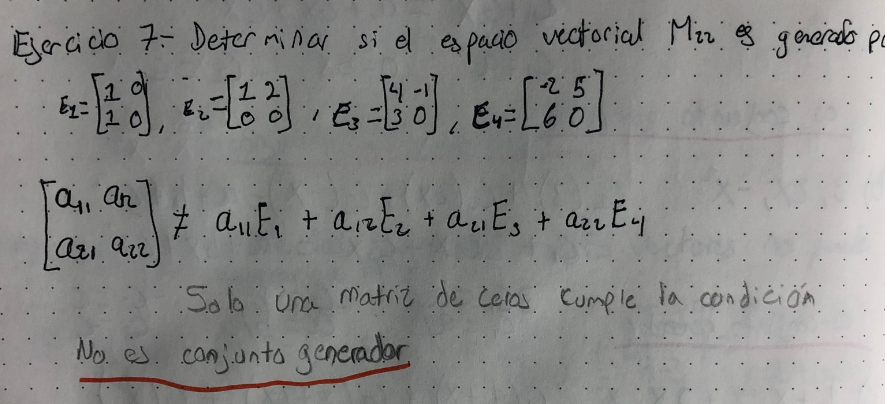 Ejercicio 7- Determinar si el espacio vectorial M22 es generado po
E1=[1 0 / 1 0], E2=[1 2 / 0 0], E3=[4 -1 / 3 0], E4=[-2 5 / 6 0]
[a11 a12 / a21 a22] ≠ a11E1 + a12E2 + a21E3 + a22E4
Solo una matriz de ceros cumple la condición
No es conjunto generador